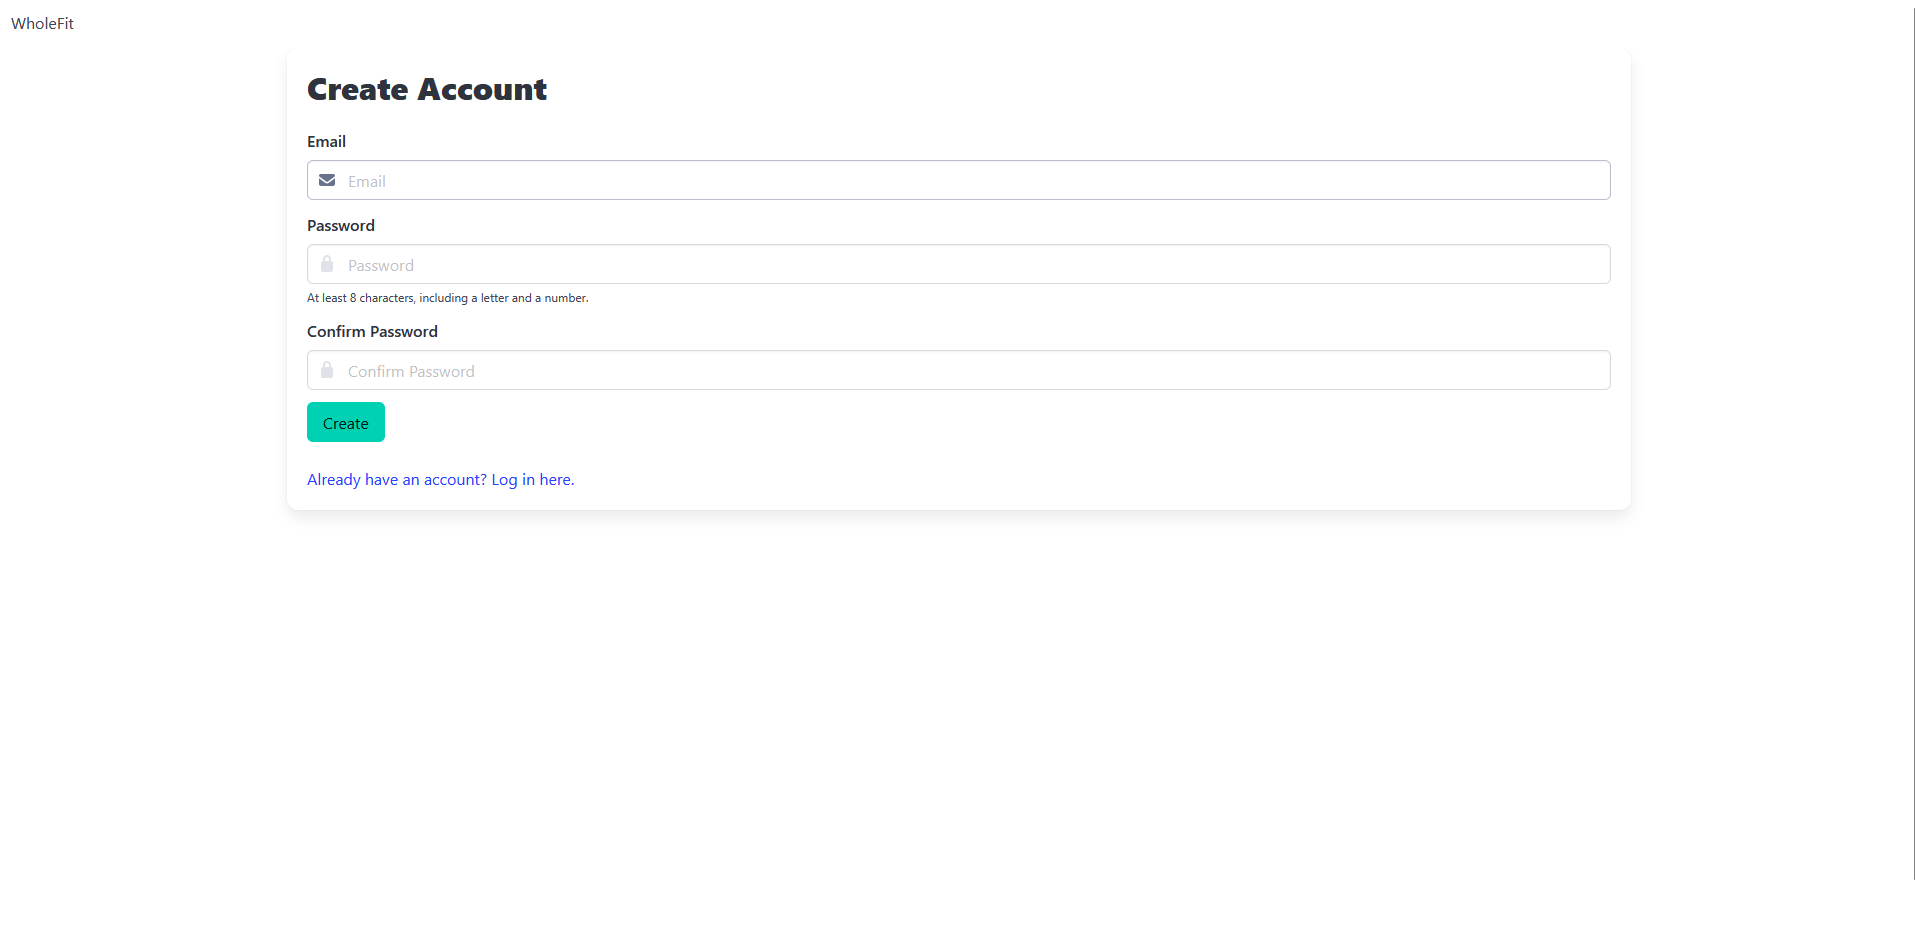 WholeFit
Create Account
Email
Email
Password
Password
At least 8 characters, including a letter and a number.
Confirm Password
Confirm Password
Create
Already have an account? Log in here.